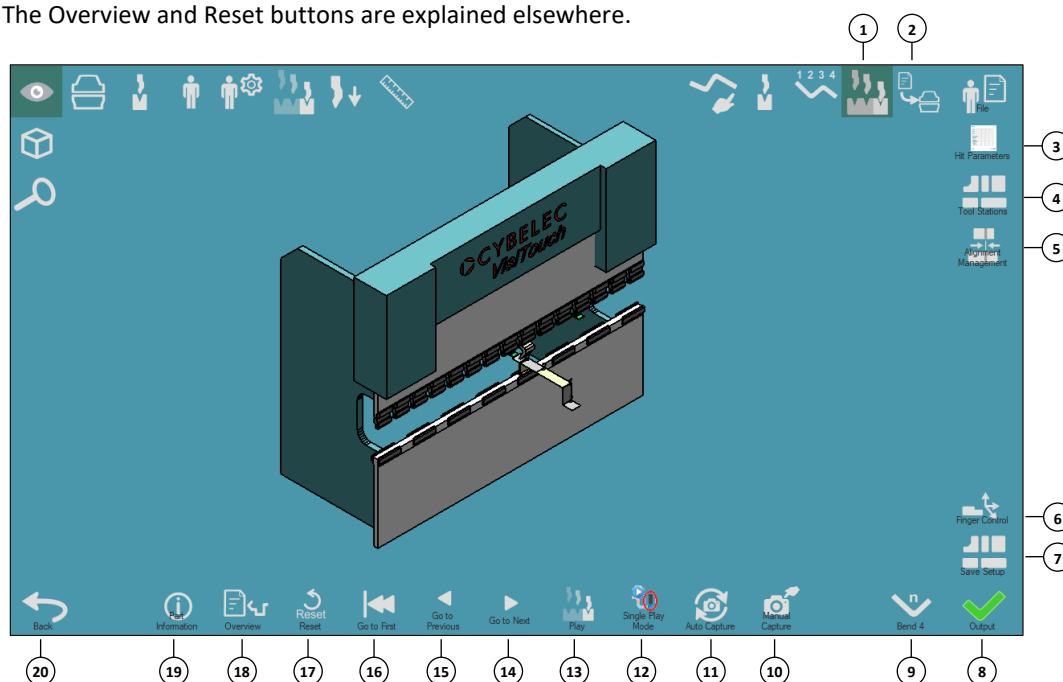 The Overview and Reset buttons are explained elsewhere.
1 2
1 2 3 4
File
Hit Parameters 3
Tool Stations 4
Alignment
Management 5
CYBELEC
VisiTouch
Finger Control 6
Save Setup 7
Back
Part
Information
Overview
Reset
Reset
Go to First
Go to
Previous
Go to Next
Play
Single Play
Mode
Auto Capture
Manual
Capture
n
Bend 4
Output
20 19 18 17 16 15 14 13 12 11 10 9 8